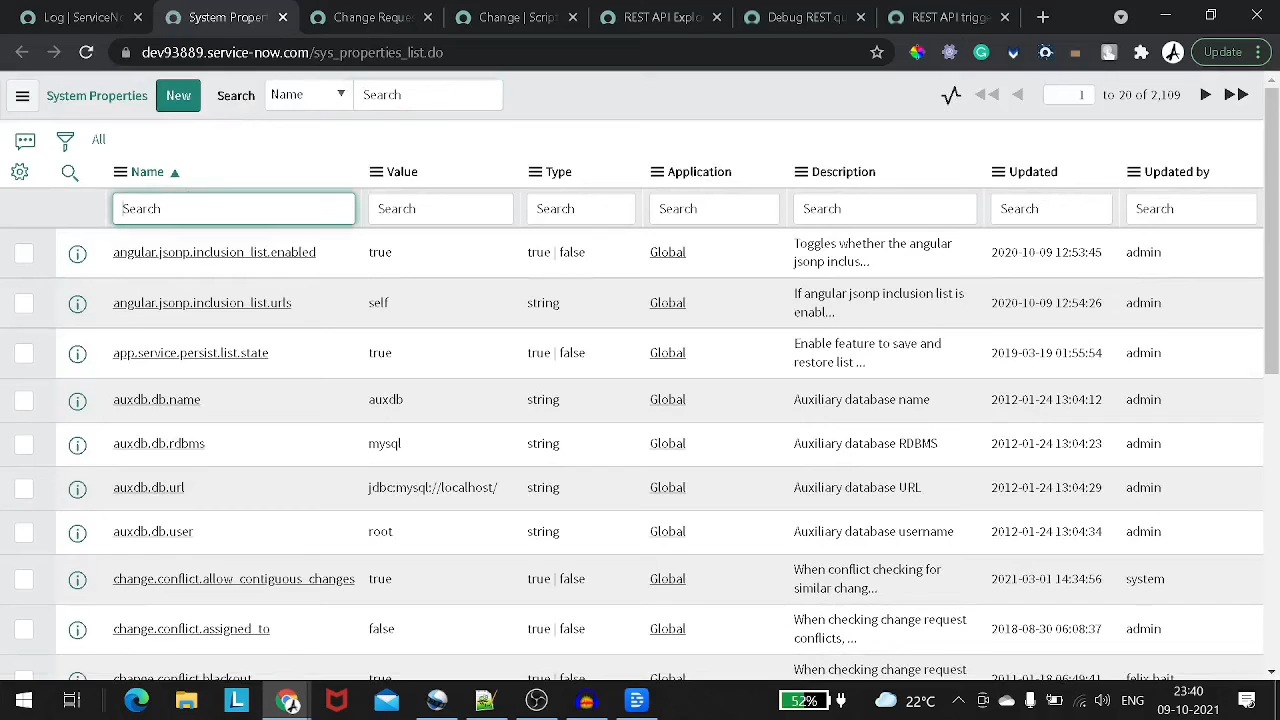 Log | ServiceN
System Propert
Change Reques
Change | Script
REST API Explo
Debug REST qu
REST API trigge
dev93889.service-now.com/sys_properties_list.do
Update
System Properties
New
Search
Name
Search
1 to 20 of 2,109
All
Name Value Type Application Description Updated Updated by
Search Search Search Search Search Search Search
angular.jsonp.inclusion_list.enabled true true | false Global Toggles whether the angular jsonp inclus... 2020-10-09 12:53:45 admin
angular.jsonp.inclusion_list.urls self string Global If angular jsonp inclusion list is enabl... 2020-10-09 12:54:26 admin
app.service.persist.list.state true true | false Global Enable feature to save and restore list ... 2019-03-19 01:55:54 admin
auxdb.db.name auxdb string Global Auxiliary database name 2012-01-24 13:04:12 admin
auxdb.db.rdbms mysql string Global Auxiliary database RDBMS 2012-01-24 13:04:23 admin
auxdb.db.url jdbc:mysql://localhost/ string Global Auxiliary database URL 2012-01-24 13:04:29 admin
auxdb.db.user root string Global Auxiliary database username 2012-01-24 13:04:34 admin
change.conflict.allow_contiguous_changes true true | false Global When conflict checking for similar chang... 2021-03-01 14:34:56 system
change.conflict.assigned_to false true | false Global When checking change request conflicts, ... 2018-08-30 06:08:37 admin
change.conflict.blackout true true | false Global When checking change request
52%
22°C
ENG
23:40
09-10-2021